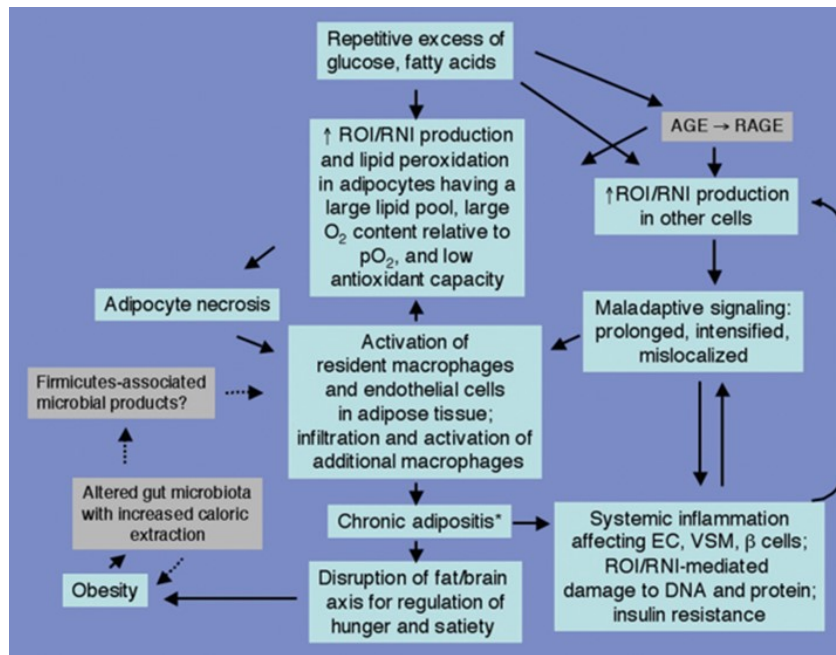 Repetitive excess of
glucose, fatty acids
AGE → RAGE
↑ ROI/RNI production
and lipid peroxidation
in adipocytes having a
large lipid pool, large
O₂ content relative to
pO₂, and low
antioxidant capacity
↑ROI/RNI production
in other cells
Adipocyte necrosis
Maladaptive signaling:
prolonged, intensified,
mislocalized
Activation of
resident macrophages
and endothelial cells
in adipose tissue;
infiltration and activation of
additional macrophages
Firmicutes-associated
microbial products?
Altered gut microbiota
with increased caloric
extraction
Chronic adipositis*
Systemic inflammation
affecting EC, VSM, β cells;
ROI/RNI-mediated
damage to DNA and protein;
insulin resistance
Obesity
Disruption of fat/brain
axis for regulation of
hunger and satiety